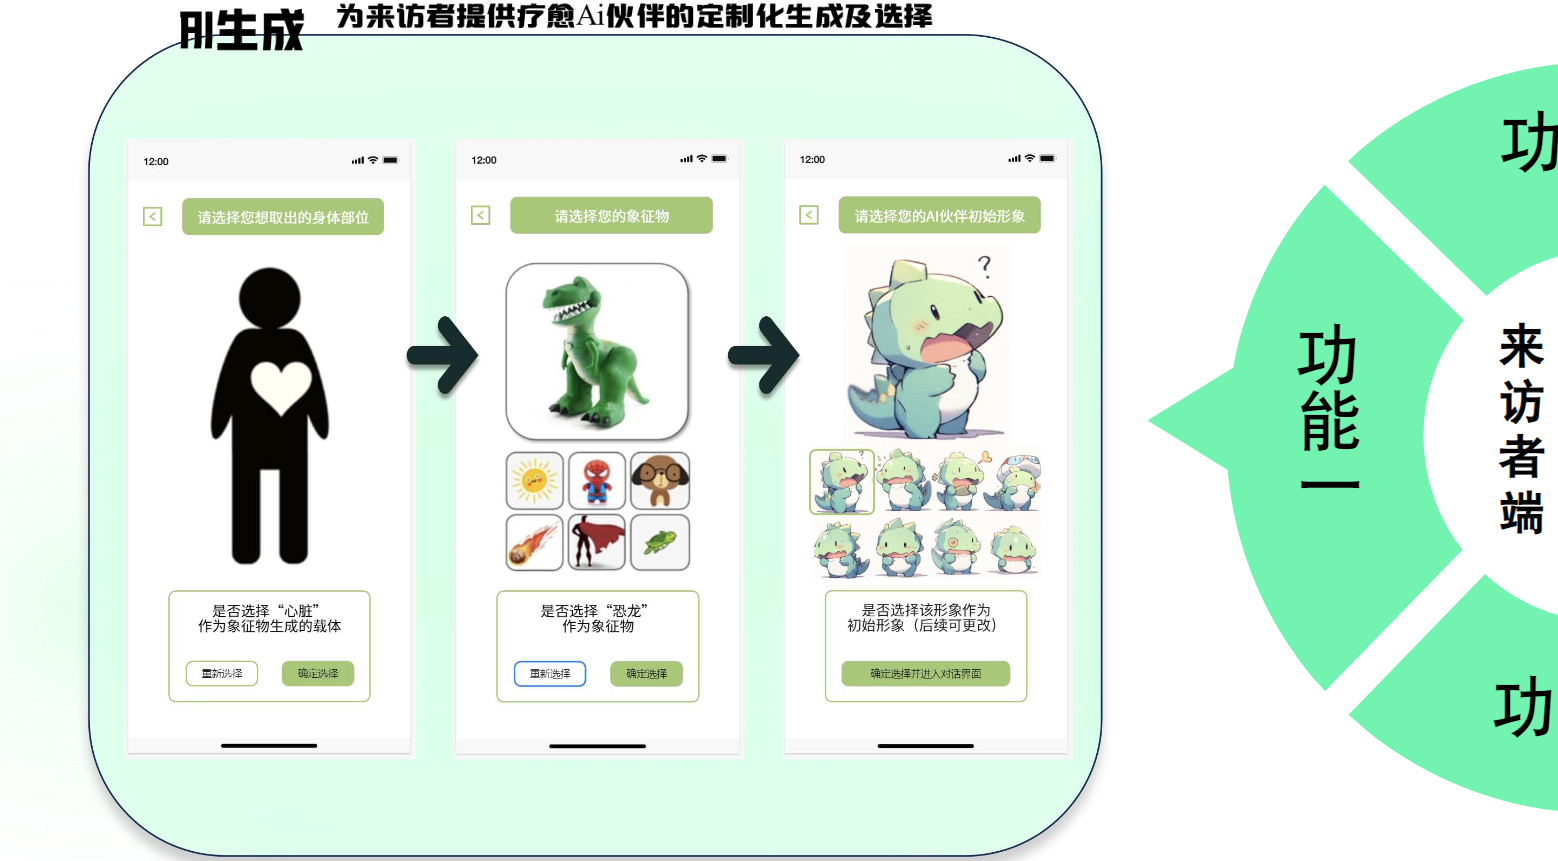 AI生成
为来访者提供疗愈Ai伙伴的定制化生成及选择
12:00
请选择您想取出的身体部位
是否选择“心脏”
作为象征物生成的载体
重新选择
确定选择
12:00
请选择您的象征物
是否选择“恐龙”
作为象征物
重新选择
确定选择
12:00
请选择您的AI伙伴初始形象
?
是否选择该形象作为
初始形象（后续可更改）
确定选择并进入对话界面
功
功能一
来访者端
功